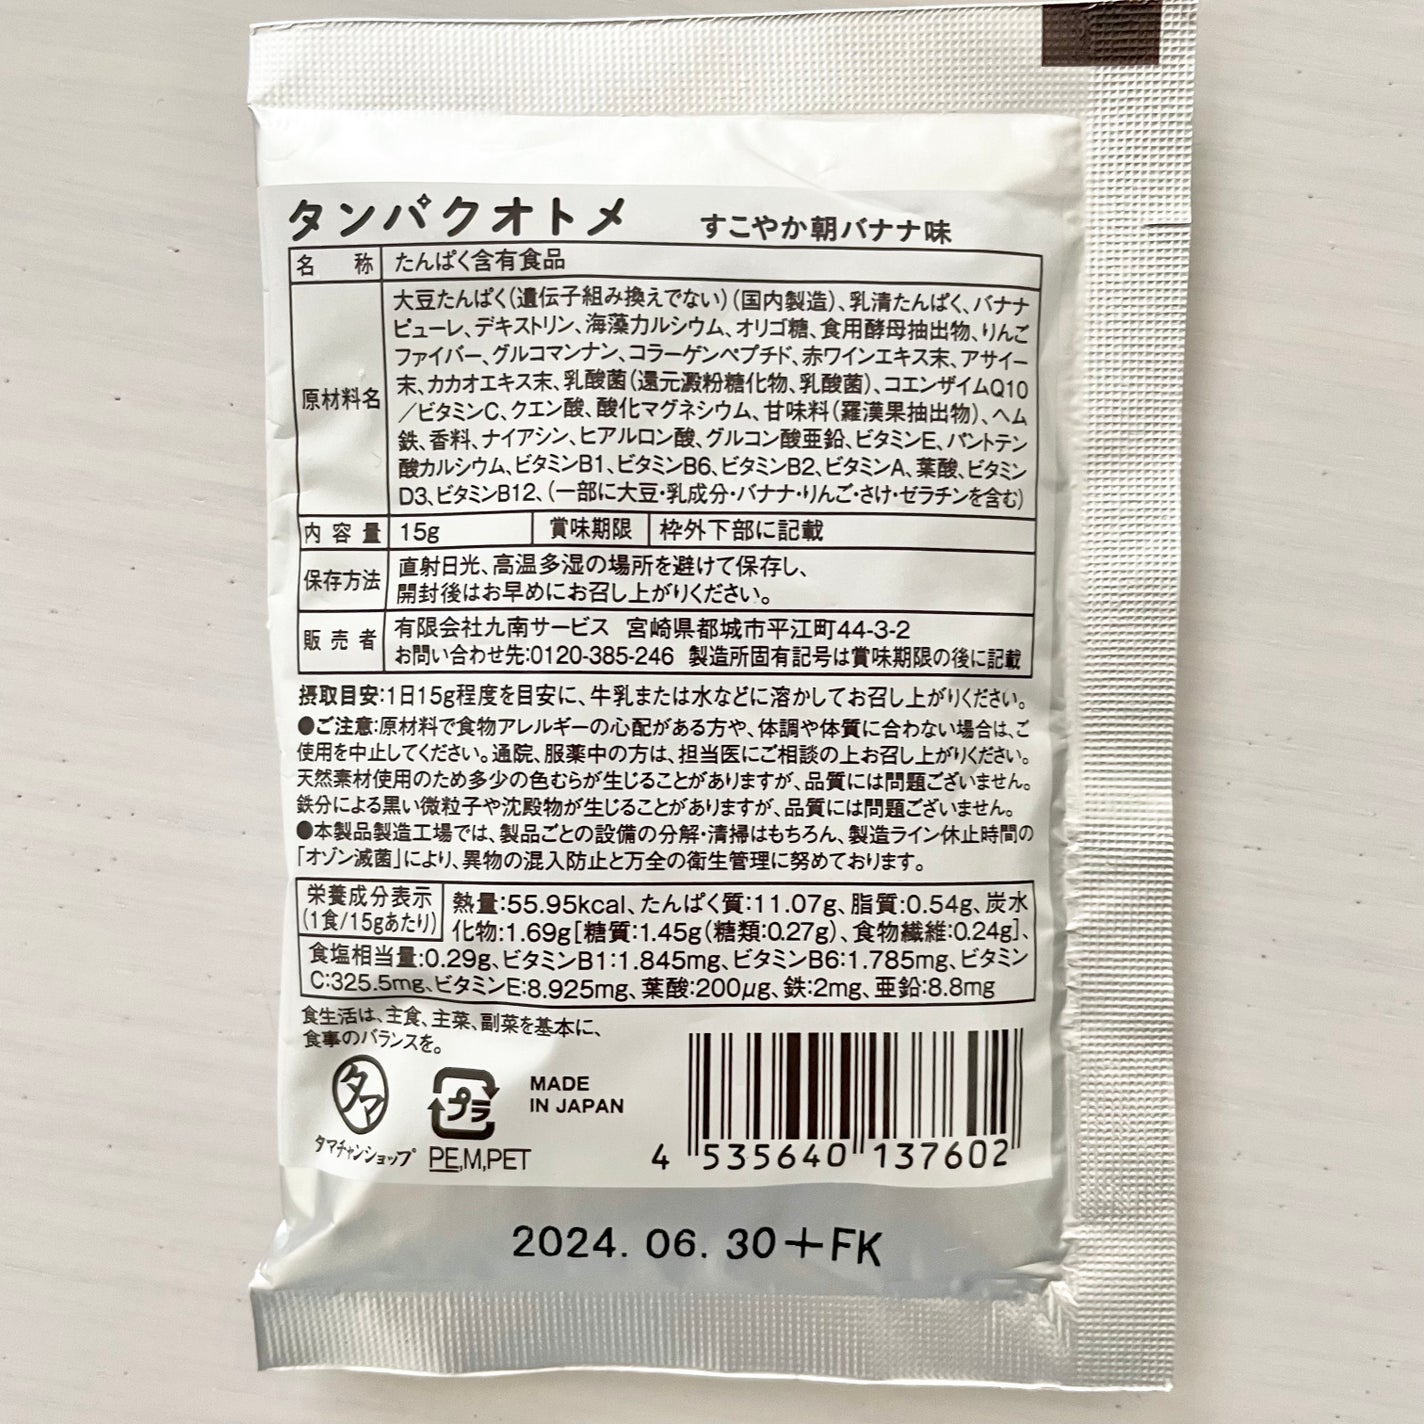 タンパクオトメ すこやか朝バナナ味
名称 たんぱく含有食品
原材料名
大豆たんぱく(遺伝子組み換えでない)(国内製造)、乳清たんぱく、バナナ
ピューレ、デキストリン、海藻カルシウム、オリゴ糖、食用酵母抽出物、りんご
ファイバー、グルコマンナン、コラーゲンペプチド、赤ワインエキス末、アサイー
末、カカオエキス末、乳酸菌(還元澱粉糖化物、乳酸菌)、コエンザイムQ10
/ビタミンC、クエン酸、酸化マグネシウム、甘味料(羅漢果抽出物)、ヘム
鉄、香料、ナイアシン、ヒアルロン酸、グルコン酸亜鉛、ビタミンE、パントテン
酸カルシウム、ビタミンB1、ビタミンB6、ビタミンB2、ビタミンA、葉酸、ビタミン
D3、ビタミンB12、(一部に大豆・乳成分・バナナ・りんご・さけ・ゼラチンを含む)
内容量 15g 賞味期限 枠外下部に記載
保存方法
直射日光、高温多湿の場所を避けて保存し、
開封後はお早めにお召し上がりください。
販売者
有限会社九南サービス 宮崎県都城市平江町44-3-2
お問い合わせ先:0120-385-246 製造所固有記号は賞味期限の後に記載
摂取目安:1日15g程度を目安に、牛乳または水などに溶かしてお召し上がりください。
●ご注意:原材料で食物アレルギーの心配がある方や、体調や体質に合わない場合は、ご
使用を中止してください。通院、服薬中の方は、担当医にご相談の上お召し上がりください。
天然素材使用のため多少の色むらが生じることがありますが、品質には問題ございません。
鉄分による黒い微粒子や沈殿物が生じることがありますが、品質には問題ございません。
●本製品製造工場では、製品ごとの設備の分解・清掃はもちろん、製造ライン休止時間の
「オゾン滅菌」により、異物の混入防止と万全の衛生管理に努めております。
栄養成分表示
(1食/15gあたり)
熱量:55.95kcal、たんぱく質:11.07g、脂質:0.54g、炭水
化物:1.69g[糖質:1.45g(糖類:0.27g)、食物繊維:0.24g]、
食塩相当量:0.29g、ビタミンB1:1.845mg、ビタミンB6:1.785mg、ビタミン
C:325.5mg、ビタミンE:8.925mg、葉酸:200μg、鉄:2mg、亜鉛:8.8mg
食生活は、主食、主菜、副菜を基本に、
食事のバランスを。
タマ
タマチャンショップ
プラ
PE,M,PET
MADE
IN JAPAN
4 535640 137602
2024. 06. 30+FK